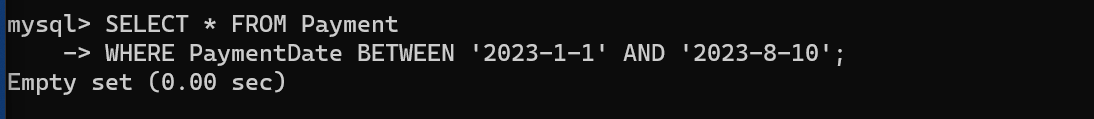 mysql> SELECT * FROM Payment
    -> WHERE PaymentDate BETWEEN '2023-1-1' AND '2023-8-10';
Empty set (0.00 sec)